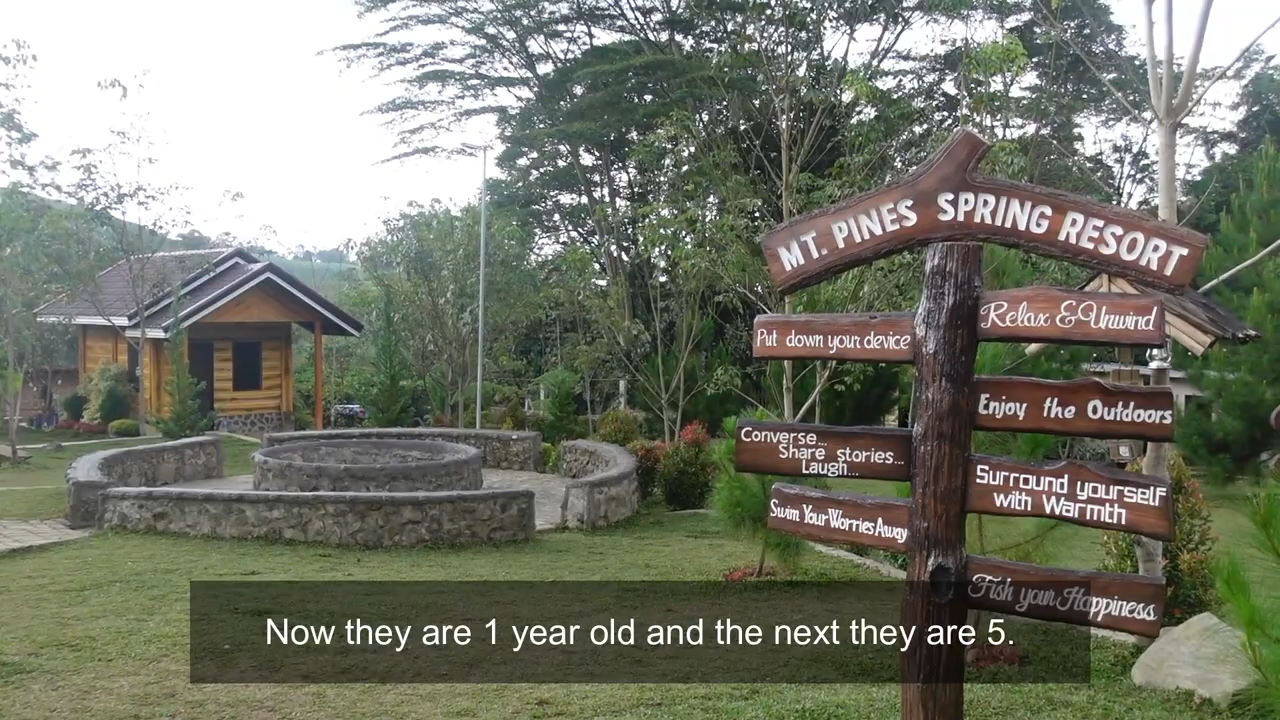 MT. PINES SPRING RESORT
Relax & Unwind
Put down your device
Enjoy the Outdoors
Converse...
Share stories...
Laugh...
Surround yourself
with Warmth
Swim Your Worries Away
Fish your Happiness
Now they are 1 year old and the next they are 5.